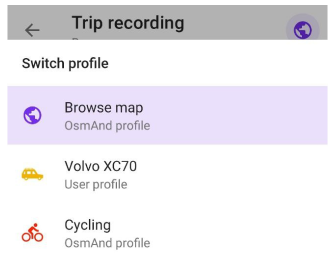 Trip recording
Switch profile
Browse map
OsmAnd profile
Volvo XC70
User profile
Cycling
OsmAnd profile